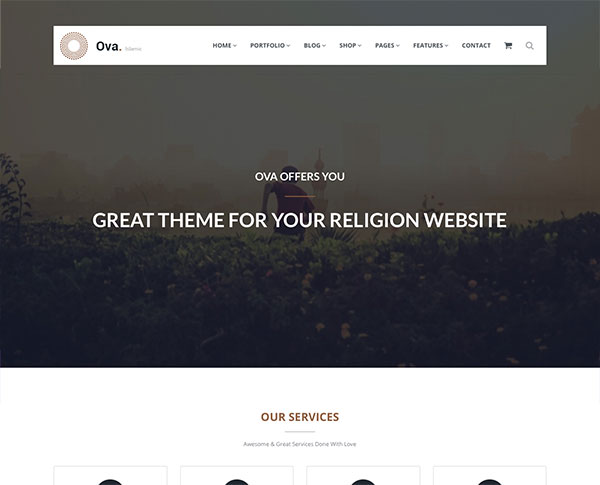 Ova. Islamic
HOME PORTFOLIO BLOG SHOP PAGES FEATURES CONTACT
OVA OFFERS YOU
GREAT THEME FOR YOUR RELIGION WEBSITE
OUR SERVICES
Awesome & Great Services Done With Love